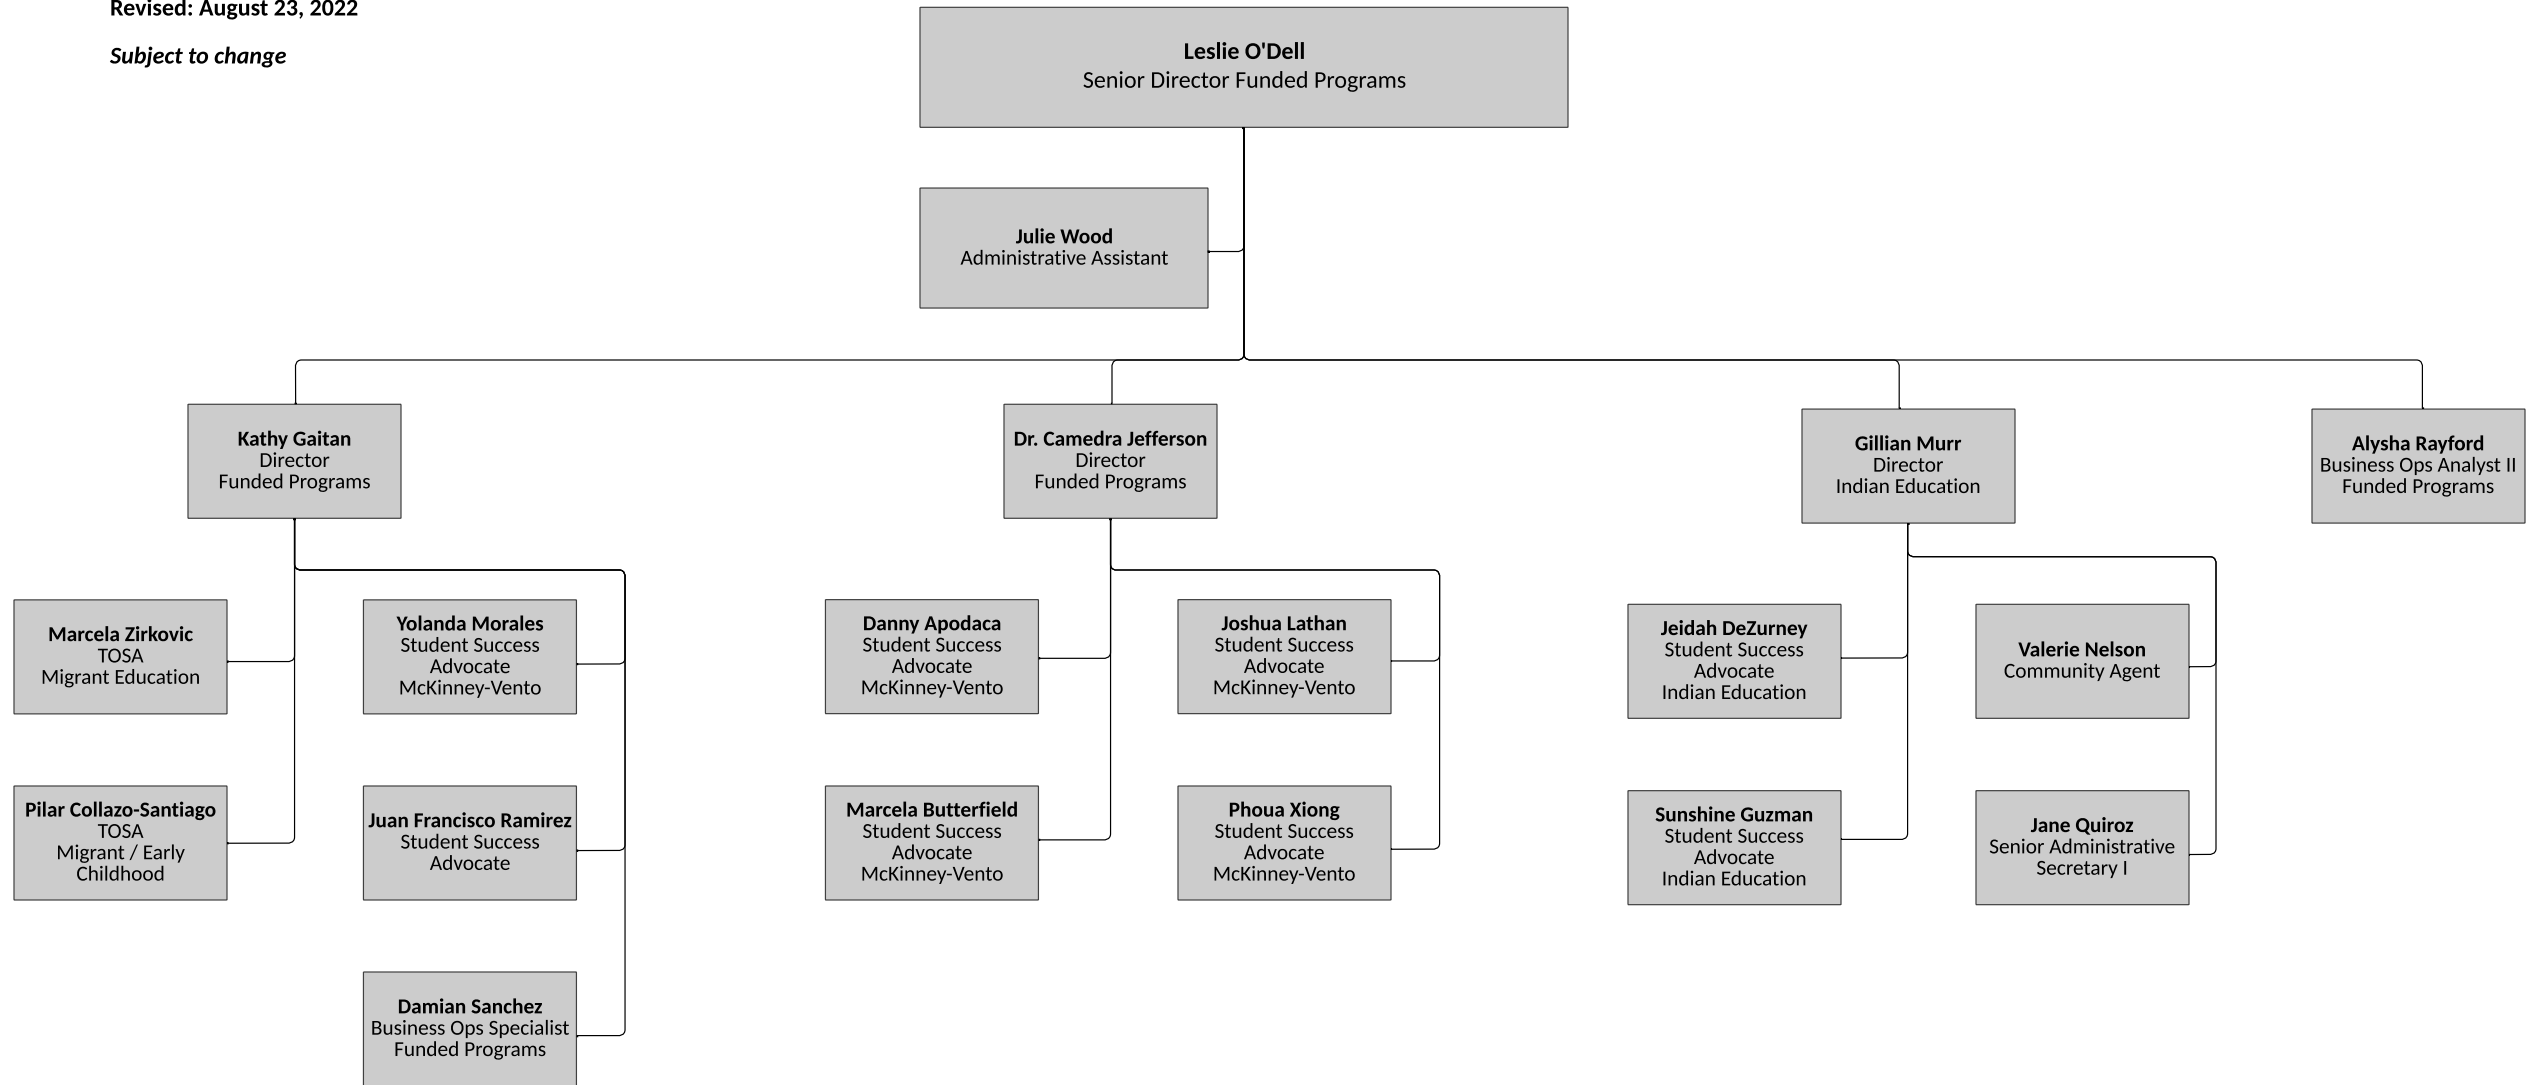 Revised: August 23, 2022
Subject to change
Leslie O'Dell
Senior Director Funded Programs
Julie Wood
Administrative Assistant
Kathy Gaitan
Director
Funded Programs
Dr. Camedra Jefferson
Director
Funded Programs
Gillian Murr
Director
Indian Education
Alysha Rayford
Business Ops Analyst II
Funded Programs
Marcela Zirkovic
TOSA
Migrant Education
Yolanda Morales
Student Success
Advocate
McKinney-Vento
Danny Apodaca
Student Success
Advocate
McKinney-Vento
Joshua Lathan
Student Success
Advocate
McKinney-Vento
Jeidah DeZurney
Student Success
Advocate
Indian Education
Valerie Nelson
Community Agent
Pilar Collazo-Santiago
TOSA
Migrant / Early
Childhood
Juan Francisco Ramirez
Student Success
Advocate
Marcela Butterfield
Student Success
Advocate
McKinney-Vento
Phoua Xiong
Student Success
Advocate
McKinney-Vento
Sunshine Guzman
Student Success
Advocate
Indian Education
Jane Quiroz
Senior Administrative
Secretary I
Damian Sanchez
Business Ops Specialist
Funded Programs